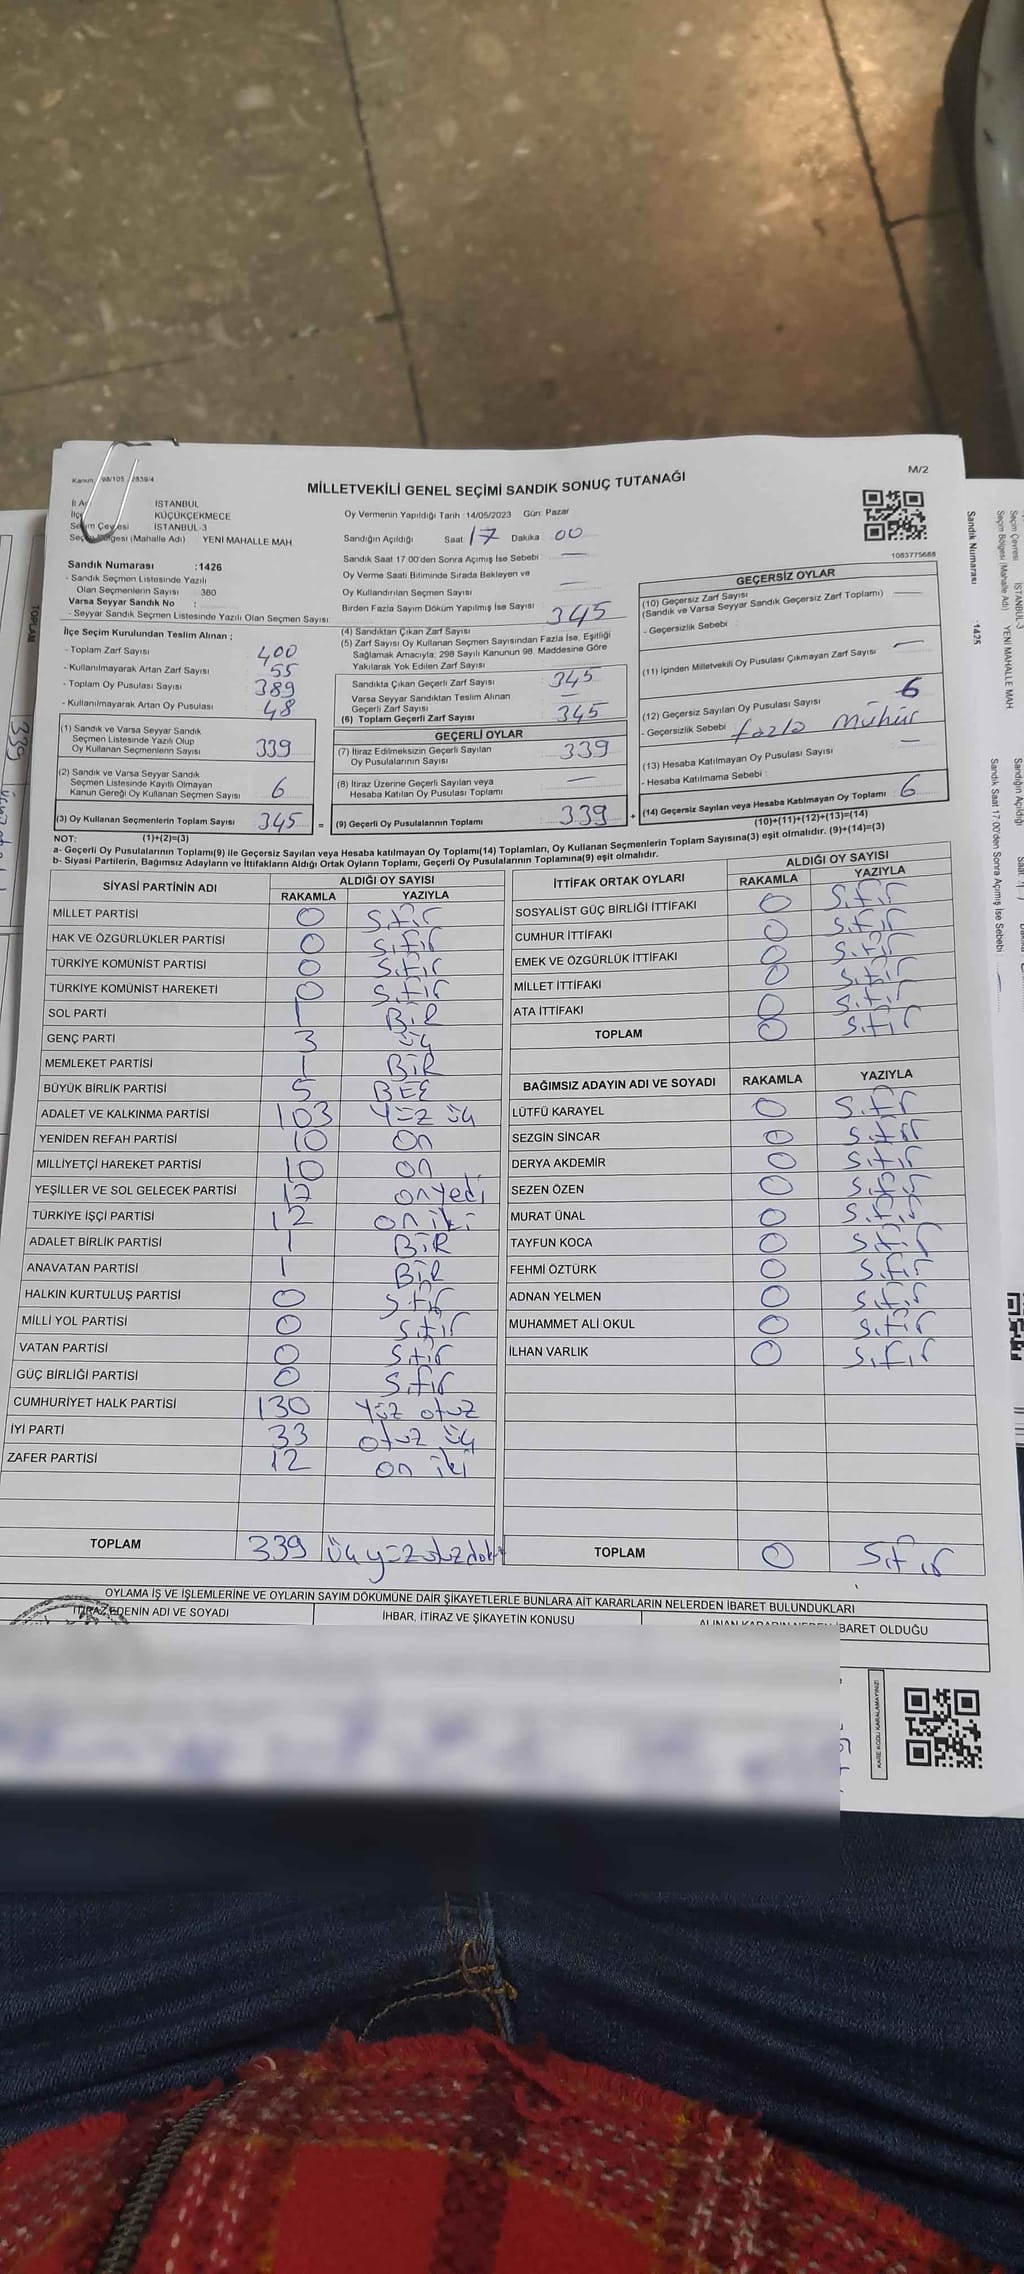 M/2
MİLLETVEKİLİ GENEL SEÇİMİ SANDIK SONUÇ TUTANAĞI
İSTANBUL
KÜÇÜKÇEKMECE
İSTANBUL-3
(Mahalle Adı) YENİ MAHALLE MAH.
Oy Vermenin Yapıldığı Tarih :14/05/2023 Gün: Pazar
Sandığın Açıldığı Saat 17 Dakika 00
Sandık Saat 17:00'den Sonra Açımış İse Sebebi :
Oy Verme Saati Bitiminde Sırada Bekleyen ve
Oy Kullandırılan Seçmen Sayısı
Birden Fazla Sayım Döküm Yapılmış İse Sayısı
1083775688
Sandık Numarası :1426
- Sandık Seçmen Listesinde Yazılı
Olan Seçmenlerin Sayısı : 380
Varsa Seyyar Sandık No :
- Seyyar Sandık Seçmen Listesinde Yazılı Olan Seçmen Sayısı
İlçe Seçim Kurulundan Teslim Alınan ;
- Toplam Zarf Sayısı 400
- Kullanılmayarak Artan Zarf Sayısı 55
- Toplam Oy Pusulası Sayısı 389
- Kullanılmayarak Artan Oy Pusulası 48
(1) Sandık ve Varsa Seyyar Sandık
Seçmen Listesinde Yazılı Olup
Oy Kullanan Seçmenlerin Sayısı 339
(2) Sandık ve Varsa Seyyar Sandık
Seçmen Listesinde Kayıtlı Olmayan
Kanun Gereği Oy Kullanan Seçmen Sayısı 6
(3) Oy Kullanan Seçmenlerin Toplam Sayısı 345 =
(4) Sandıktan Çıkan Zarf Sayısı 345
(5) Zarf Sayısı Oy Kullanan Seçmen Sayısından Fazla İse, Eşitliği
Sağlamak Amacıyla; 298 Sayılı Kanunun 98. Maddesine Göre
Yakılarak Yok Edilen Zarf Sayısı
Sandıkta Çıkan Geçerli Zarf Sayısı 345
Varsa Seyyar Sandıktan Teslim Alınan
Geçerli Zarf Sayısı
(6) Toplam Geçerli Zarf Sayısı 345
GEÇERLİ OYLAR
(7) İtiraz Edilmeksizin Geçerli Sayılan
Oy Pusulalarının Sayısı 339
(8) İtiraz Üzerine Geçerli Sayılan veya
Hesaba Katılan Oy Pusulası Toplamı
(9) Geçerli Oy Pusulalarının Toplamı 339 +
GEÇERSİZ OYLAR
(10) Geçersiz Zarf Sayısı
(Sandık ve Varsa Seyyar Sandık Geçersiz Zarf Toplamı)
- Geçersizlik Sebebi :
(11) İçinden Milletvekili Oy Pusulası Çıkmayan Zarf Sayısı
(12) Geçersiz Sayılan Oy Pusulası Sayısı 6
- Geçersizlik Sebebi : fazla Mühür
(13) Hesaba Katılmayan Oy Pusulası Sayısı
- Hesaba Katılmama Sebebi :
(14) Geçersiz Sayılan veya Hesaba Katılmayan Oy Toplamı : 6
(10)+(11)+(12)+(13)=(14)
NOT: (1)+(2)=(3)
a- Geçerli Oy Pusulalarının Toplamı(9) ile Geçersiz Sayılan veya Hesaba katılmayan Oy Toplamı(14) Toplamları, Oy Kullanan Seçmenlerin Toplam Sayısına(3) eşit olmalıdır. (9)+(14)=(3)
b- Siyasi Partilerin, Bağımsız Adayların ve İttifakların Aldığı Ortak Oyların Toplamı, Geçerli Oy Pusulalarının Toplamına(9) eşit olmalıdır.
SİYASİ PARTİNİN ADI ALDIĞI OY SAYISI
RAKAMLA YAZIYLA
MİLLET PARTİSİ 0 Sıfır
HAK VE ÖZGÜRLÜKLER PARTİSİ 0 Sıfır
TÜRKİYE KOMÜNİST PARTİSİ 0 Sıfır
TÜRKİYE KOMÜNİST HAREKETİ 0 Sıfır
SOL PARTİ 1 BİR
GENÇ PARTİ 3 üç
MEMLEKET PARTİSİ 1 BİR
BÜYÜK BİRLİK PARTİSİ 5 BEŞ
ADALET VE KALKINMA PARTİSİ 103 Yüz üç
YENİDEN REFAH PARTİSİ 10 On
MİLLİYETÇİ HAREKET PARTİSİ 10 on
YEŞİLLER VE SOL GELECEK PARTİSİ 17 onyedi
TÜRKİYE İŞÇİ PARTİSİ 12 on iki
ADALET BİRLİK PARTİSİ 1 BİR
ANAVATAN PARTİSİ 1 BİR
HALKIN KURTULUŞ PARTİSİ 0 Sıfır
MİLLİ YOL PARTİSİ 0 Sıfır
VATAN PARTİSİ 0 Sıfır
GÜÇ BİRLİĞİ PARTİSİ 0 Sıfır
CUMHURİYET HALK PARTİSİ 130 Yüz otuz
İYİ PARTİ 33 otuz üç
ZAFER PARTİSİ 12 on iki
TOPLAM 339
İTTİFAK ORTAK OYLARI ALDIĞI OY SAYISI
RAKAMLA YAZIYLA
SOSYALİST GÜÇ BİRLİĞİ İTTİFAKI 0 Sıfır
CUMHUR İTTİFAKI 0 Sıfır
EMEK VE ÖZGÜRLÜK İTTİFAKI 0 Sıfır
MİLLET İTTİFAKI 0 Sıfır
ATA İTTİFAKI 0 Sıfır
TOPLAM 0 Sıfır
BAĞIMSIZ ADAYIN ADI VE SOYADI RAKAMLA YAZIYLA
LÜTFÜ KARAYEL 0 Sıfır
SEZGİN SİNCAR 0 Sıfır
DERYA AKDEMİR 0 Sıfır
SEZEN ÖZEN 0 Sıfır
MURAT ÜNAL 0 Sıfır
TAYFUN KOCA 0 Sıfır
FEHMİ ÖZTÜRK 0 Sıfır
ADNAN YELMEN 0 Sıfır
MUHAMMET ALİ OKUL 0 Sıfır
İLHAN VARLIK 0 Sıfır
TOPLAM 0 Sıfır
OYLAMA İŞ VE İŞLEMLERİNE VE OYLARIN SAYIM DÖKÜMÜNE DAİR ŞİKAYETLERLE BUNLARA AİT KARARLARIN NELERDEN İBARET BULUNDUKLARI
İTİRAZ EDENİN ADI VE SOYADI
İHBAR, İTİRAZ VE ŞİKAYETİN KONUSU
ALINAN KARARIN NEDEN İBARET OLDUĞU
KARE KODU KARALAMAYINIZ!
TOPLAM
339
Sandık Numarası :1425
Seçim Çevresi İSTANBUL-3
Seçim Bölgesi (Mahalle Adı) YENİ MAHALLE MAH
Sandığın Açıldığı Saat
Sandık Saat 17:00'den Sonra Açımış İse Sebebi :